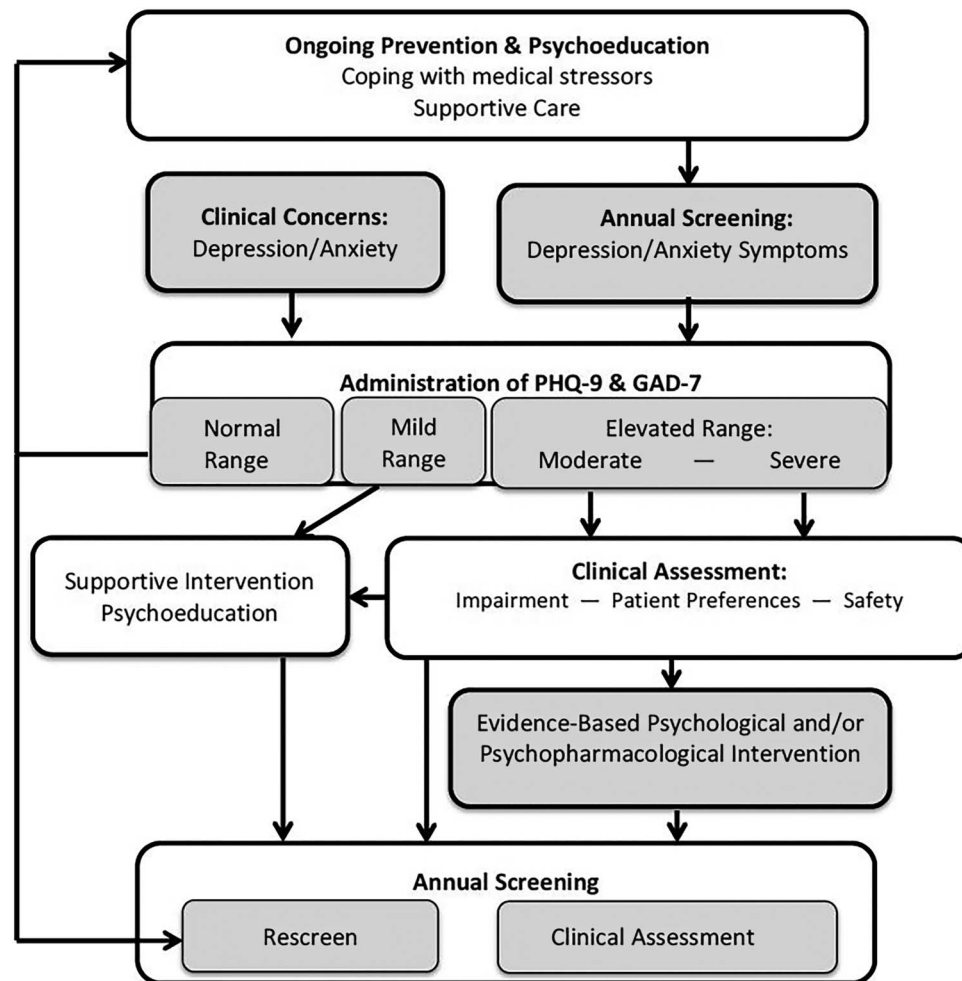 Ongoing Prevention & Psychoeducation
Coping with medical stressors
Supportive Care
Clinical Concerns:
Depression/Anxiety
Annual Screening:
Depression/Anxiety Symptoms
Administration of PHQ-9 & GAD-7
Normal
Range
Mild
Range
Elevated Range:
Moderate — Severe
Supportive Intervention
Psychoeducation
Clinical Assessment:
Impairment — Patient Preferences — Safety
Evidence-Based Psychological and/or
Psychopharmacological Intervention
Annual Screening
Rescreen
Clinical Assessment